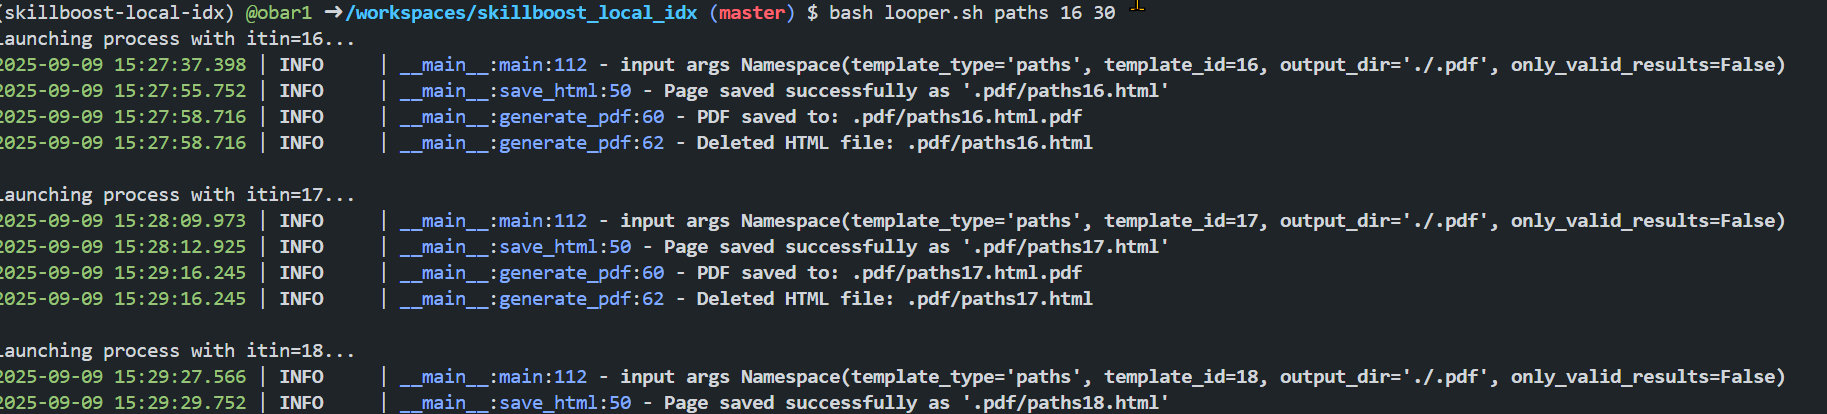 (skillboost-local-idx) @obar1 ➜/workspaces/skillboost_local_idx (master) $ bash looper.sh paths 16 30
Launching process with itin=16...
2025-09-09 15:27:37.398 | INFO     | __main__:main:112 - input args Namespace(template_type='paths', template_id=16, output_dir='./.pdf', only_valid_results=False)
2025-09-09 15:27:55.752 | INFO     | __main__:save_html:50 - Page saved successfully as '.pdf/paths16.html'
2025-09-09 15:27:58.716 | INFO     | __main__:generate_pdf:60 - PDF saved to: .pdf/paths16.html.pdf
2025-09-09 15:27:58.716 | INFO     | __main__:generate_pdf:62 - Deleted HTML file: .pdf/paths16.html
Launching process with itin=17...
2025-09-09 15:28:09.973 | INFO     | __main__:main:112 - input args Namespace(template_type='paths', template_id=17, output_dir='./.pdf', only_valid_results=False)
2025-09-09 15:28:12.925 | INFO     | __main__:save_html:50 - Page saved successfully as '.pdf/paths17.html'
2025-09-09 15:29:16.245 | INFO     | __main__:generate_pdf:60 - PDF saved to: .pdf/paths17.html.pdf
2025-09-09 15:29:16.245 | INFO     | __main__:generate_pdf:62 - Deleted HTML file: .pdf/paths17.html
Launching process with itin=18...
2025-09-09 15:29:27.566 | INFO     | __main__:main:112 - input args Namespace(template_type='paths', template_id=18, output_dir='./.pdf', only_valid_results=False)
2025-09-09 15:29:29.752 | INFO     | __main__:save_html:50 - Page saved successfully as '.pdf/paths18.html'